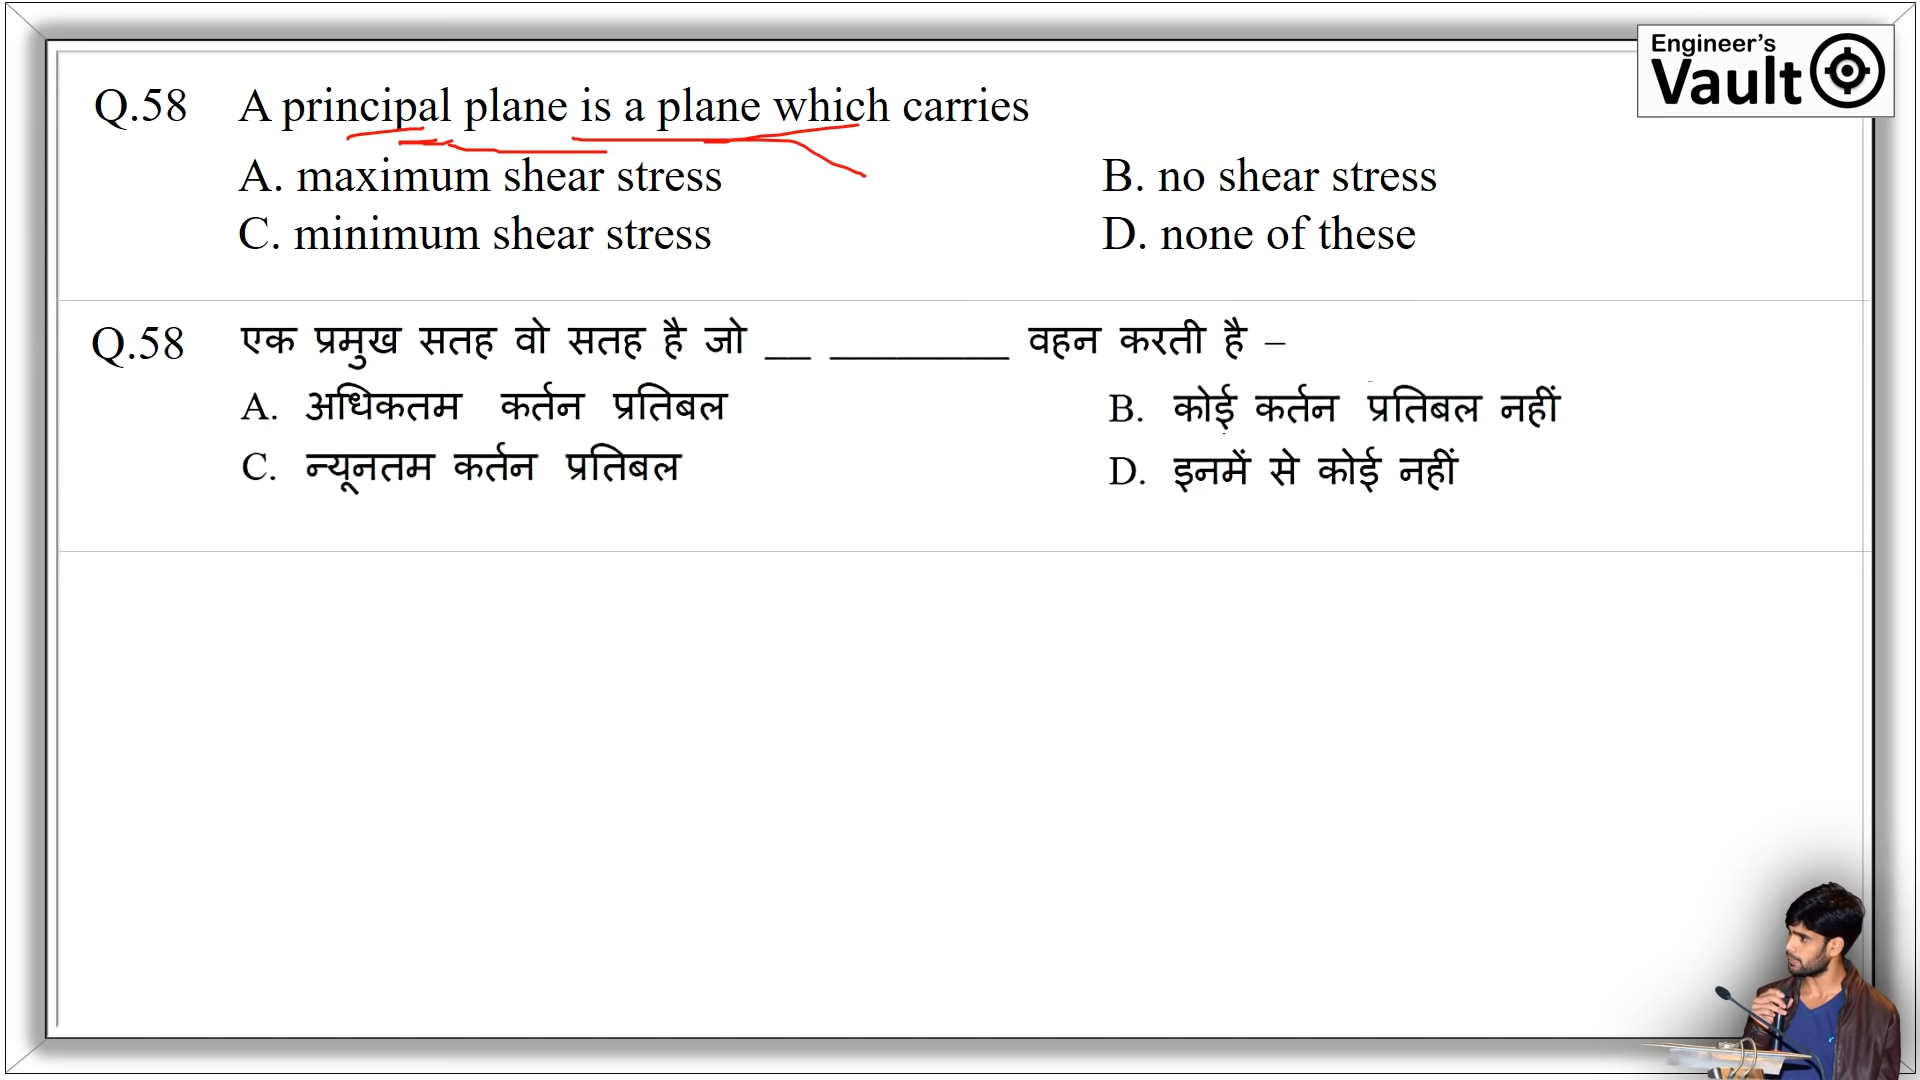 Engineer's
Vault
Q.58 A principal plane is a plane which carries
A. maximum shear stress B. no shear stress
C. minimum shear stress D. none of these
Q.58 एक प्रमुख सतह वो सतह है जो __ ________ वहन करती है –
A. अधिकतम कर्तन प्रतिबल B. कोई कर्तन प्रतिबल नहीं
C. न्यूनतम कर्तन प्रतिबल D. इनमें से कोई नहीं